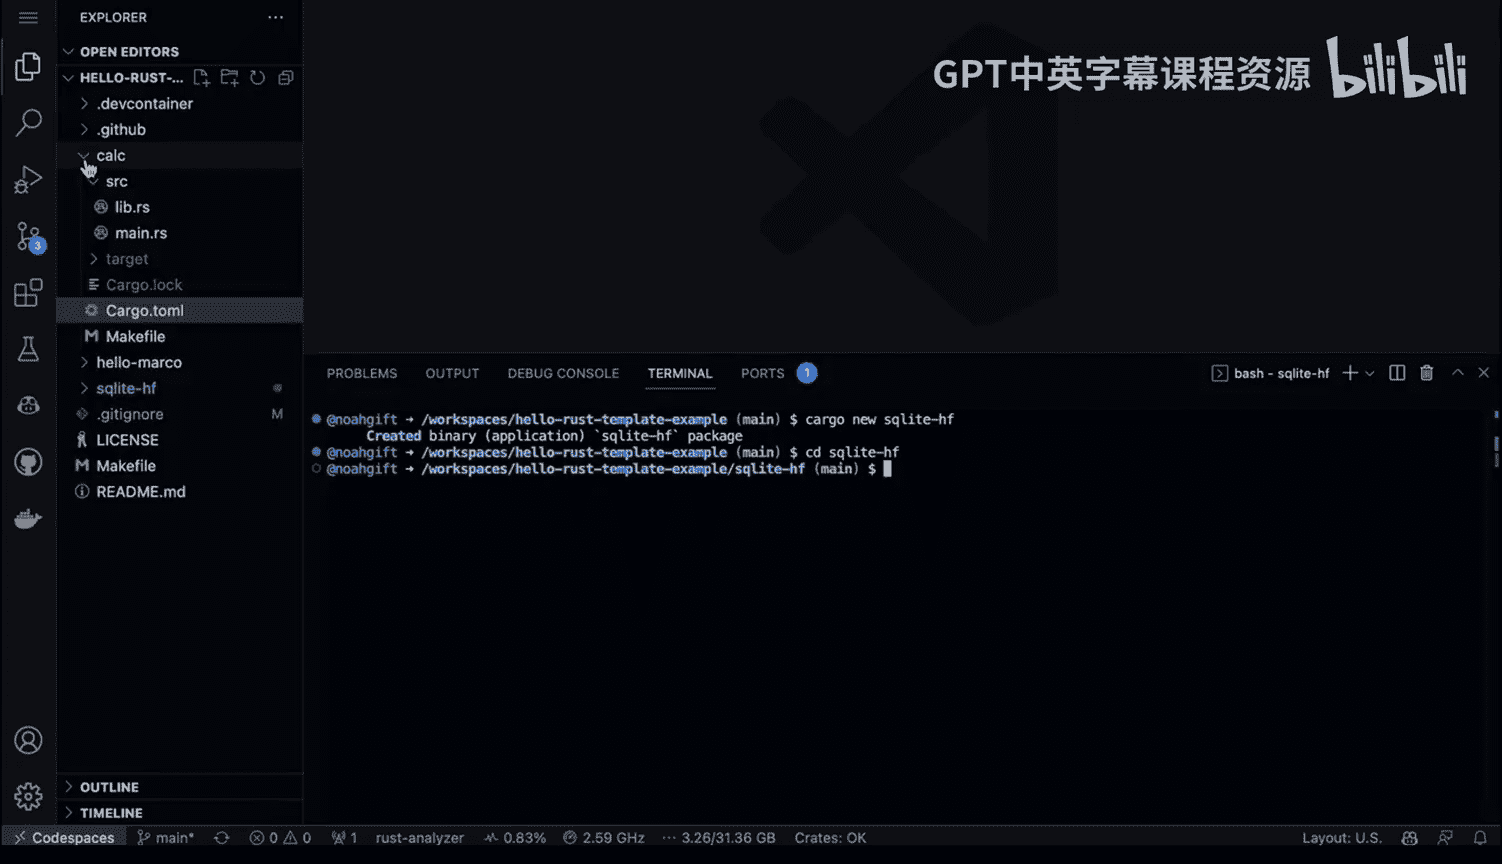 EXPLORER
OPEN EDITORS
HELLO-RUST-...
.devcontainer
.github
calc
src
lib.rs
main.rs
target
Cargo.lock
Cargo.toml
M Makefile
hello-marco
sqlite-hf
.gitignore M
LICENSE
M Makefile
README.md
OUTLINE
TIMELINE
3
GPT中英字幕课程资源 bilibili
PROBLEMS OUTPUT DEBUG CONSOLE TERMINAL PORTS 1 bash - sqlite-hf
@noahgift → /workspaces/hello-rust-template-example (main) $ cargo new sqlite-hf
Created binary (application) `sqlite-hf` package
@noahgift → /workspaces/hello-rust-template-example (main) $ cd sqlite-hf
@noahgift → /workspaces/hello-rust-template-example/sqlite-hf (main) $
Codespaces main* 0 0 1 rust-analyzer 0.83% 2.59 GHz 3.26/31.36 GB Crates: OK Layout: U.S.